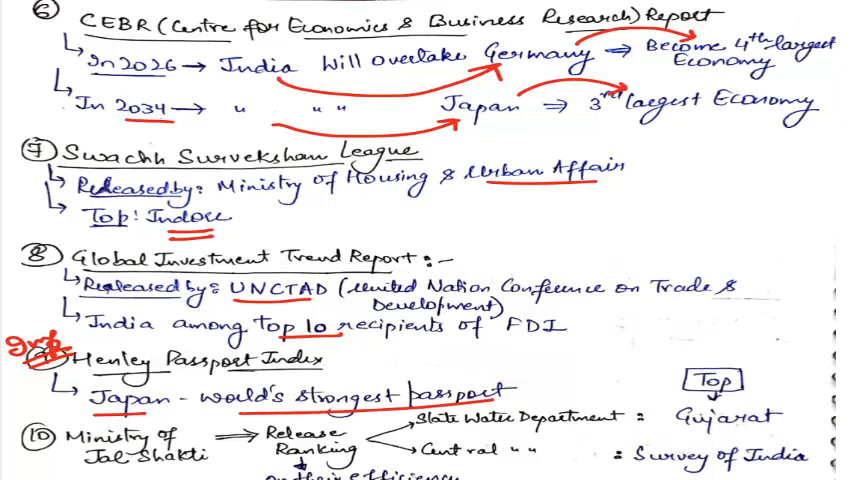 ⑥ CEBR (Centre for Economics & Business Research) Report
↳ In 2026 → India Will overtake Germany ⇒ Become 4th largest Economy
↳ In 2034 → " " " Japan ⇒ 3rd largest Economy
⑦ Swachh Survekshan League
↳ Released by: Ministry of Housing & Urban Affair
↳ Top: Indore
⑧ Global Investment Trend Report :-
↳ Released by: UNCTAD (United Nation Conference on Trade & Development)
↳ India among top 10 recipients of FDI
Imp
⑨ Henley Passport Index
↳ Japan - world's strongest passport
Top
⑩ Ministry of Jal Shakti ⇒ Release Ranking
State Water Department : Gujarat
Central " " : Survey of India
on their efficiency